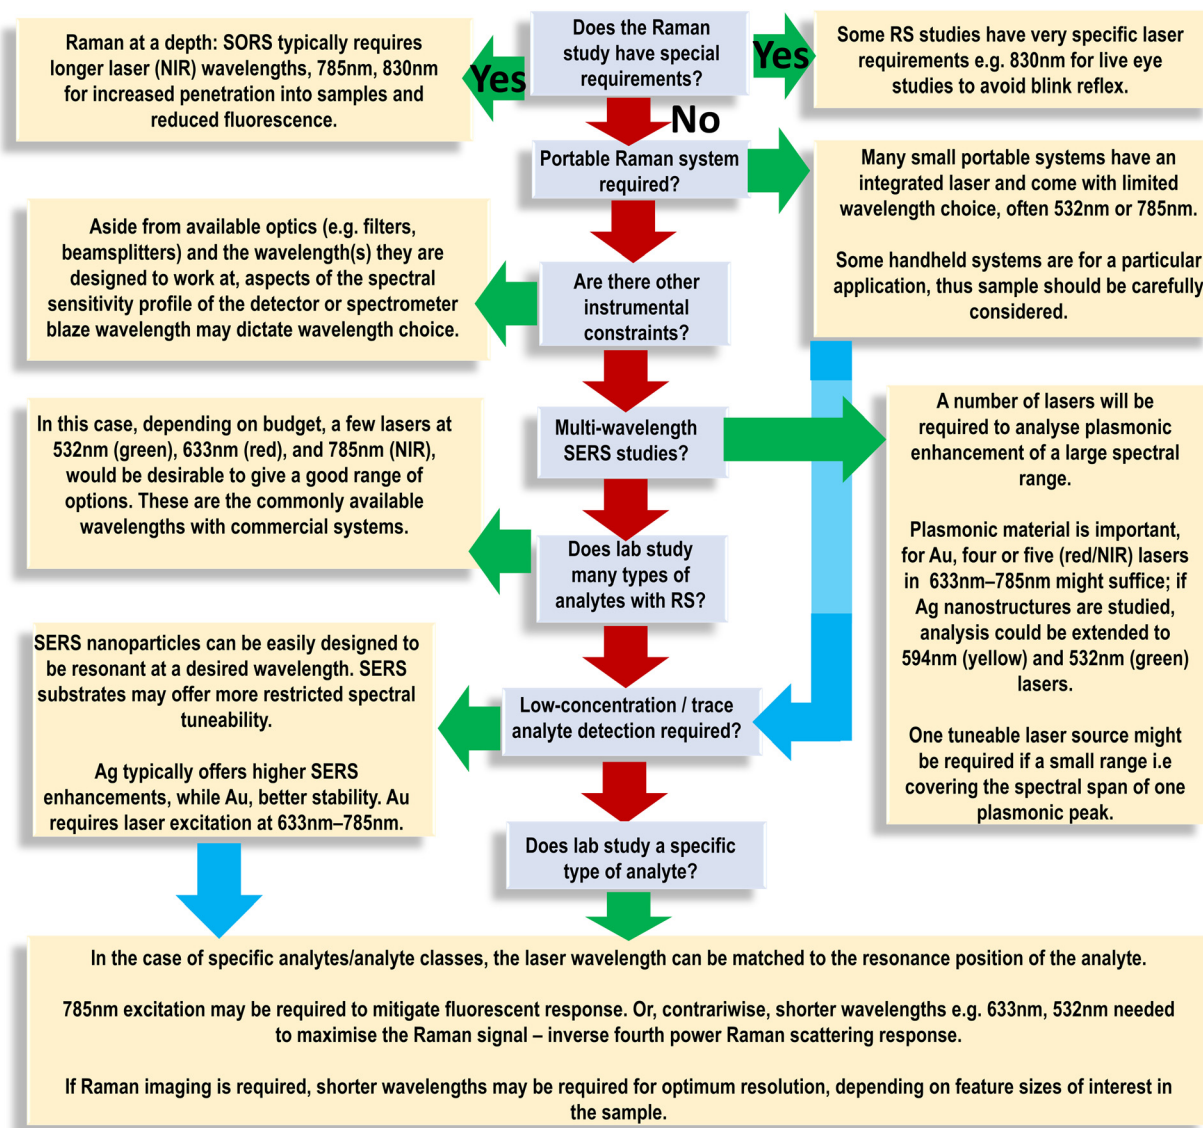 Does the Raman
study have special
requirements?
Yes
Yes
No
Raman at a depth: SORS typically requires
longer laser (NIR) wavelengths, 785nm, 830nm
for increased penetration into samples and
reduced fluorescence.
Some RS studies have very specific laser
requirements e.g. 830nm for live eye
studies to avoid blink reflex.
Portable Raman system
required?
Many small portable systems have an
integrated laser and come with limited
wavelength choice, often 532nm or 785nm.
Some handheld systems are for a particular
application, thus sample should be carefully
considered.
Are there other
instrumental
constraints?
Aside from available optics (e.g. filters,
beamsplitters) and the wavelength(s) they are
designed to work at, aspects of the spectral
sensitivity profile of the detector or spectrometer
blaze wavelength may dictate wavelength choice.
Multi-wavelength
SERS studies?
A number of lasers will be
required to analyse plasmonic
enhancement of a large spectral
range.
Plasmonic material is important,
for Au, four or five (red/NIR) lasers
in 633nm–785nm might suffice; if
Ag nanostructures are studied,
analysis could be extended to
594nm (yellow) and 532nm (green)
lasers.
One tuneable laser source might
be required if a small range i.e
covering the spectral span of one
plasmonic peak.
Does lab study
many types of
analytes with RS?
In this case, depending on budget, a few lasers at
532nm (green), 633nm (red), and 785nm (NIR),
would be desirable to give a good range of
options. These are the commonly available
wavelengths with commercial systems.
Low-concentration / trace
analyte detection required?
SERS nanoparticles can be easily designed to
be resonant at a desired wavelength. SERS
substrates may offer more restricted spectral
tuneability.
Ag typically offers higher SERS
enhancements, while Au, better stability. Au
requires laser excitation at 633nm–785nm.
Does lab study a specific
type of analyte?
In the case of specific analytes/analyte classes, the laser wavelength can be matched to the resonance position of the analyte.
785nm excitation may be required to mitigate fluorescent response. Or, contrariwise, shorter wavelengths e.g. 633nm, 532nm needed
to maximise the Raman signal – inverse fourth power Raman scattering response.
If Raman imaging is required, shorter wavelengths may be required for optimum resolution, depending on feature sizes of interest in
the sample.